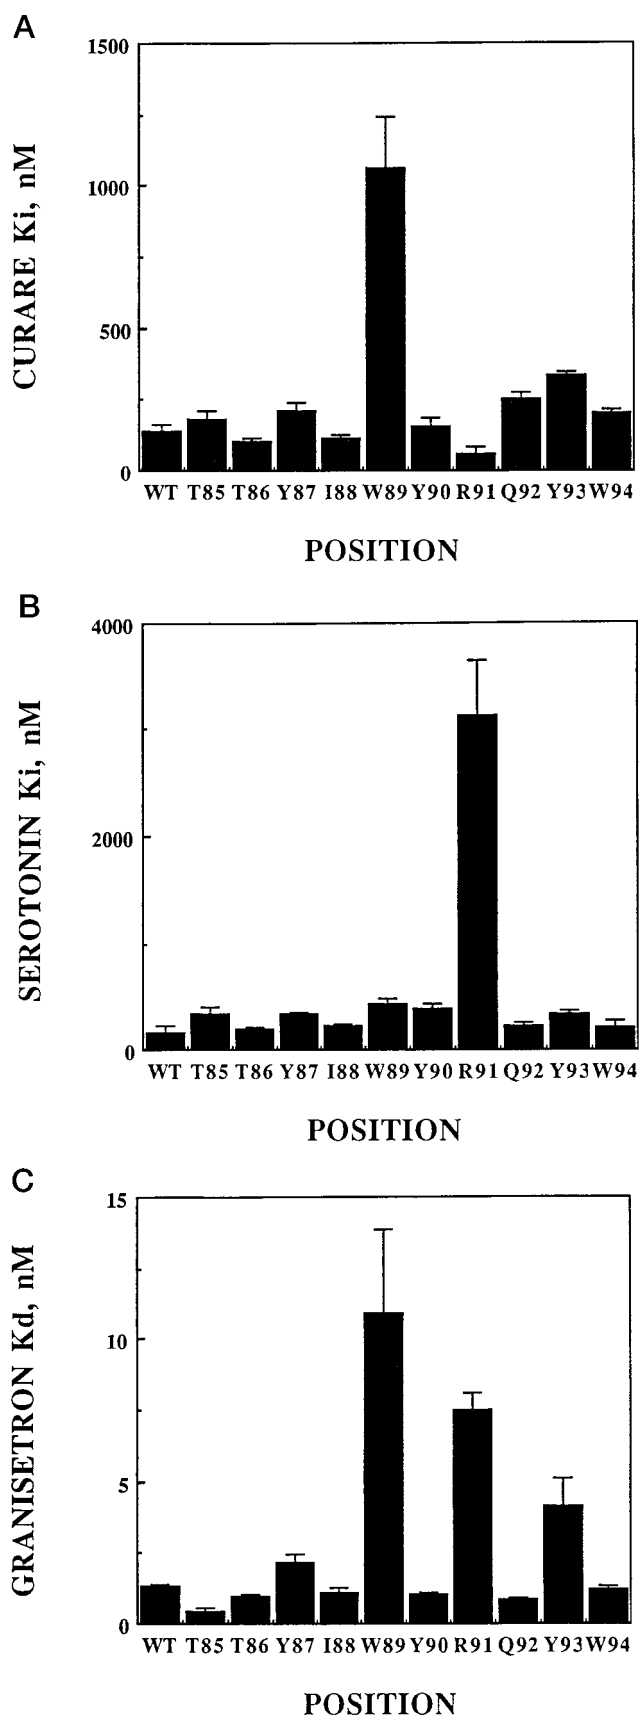 A
CURARE Ki, nM
1500
1000
500
0
WT T85 T86 Y87 I88 W89 Y90 R91 Q92 Y93 W94
POSITION
B
SEROTONIN Ki, nM
4000
2000
0
WT T85 T86 Y87 I88 W89 Y90 R91 Q92 Y93 W94
POSITION
C
GRANISETRON Kd, nM
15
10
5
0
WT T85 T86 Y87 I88 W89 Y90 R91 Q92 Y93 W94
POSITION